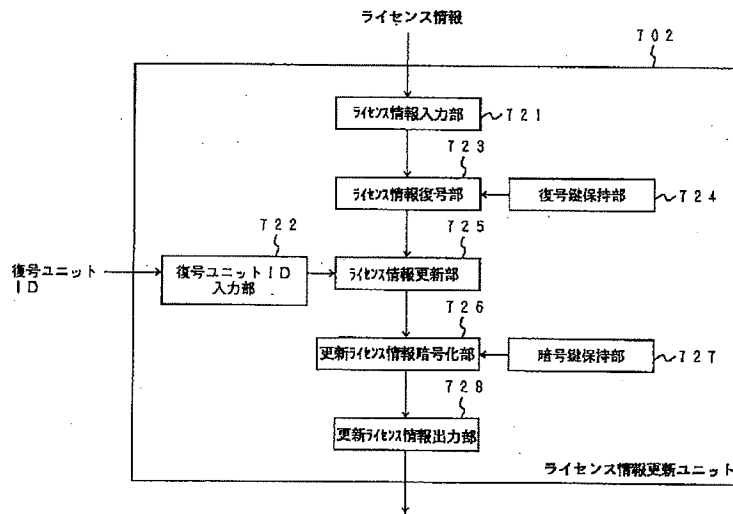 ライセンス情報
702
ライセンス情報入力部
721
723
ライセンス情報復号部
復号鍵保持部
724
722
725
復号ユニット
ID
復号ユニットID
入力部
ライセンス情報更新部
726
更新ライセンス情報暗号化部
暗号鍵保持部
727
728
更新ライセンス情報出力部
ライセンス情報更新ユニット